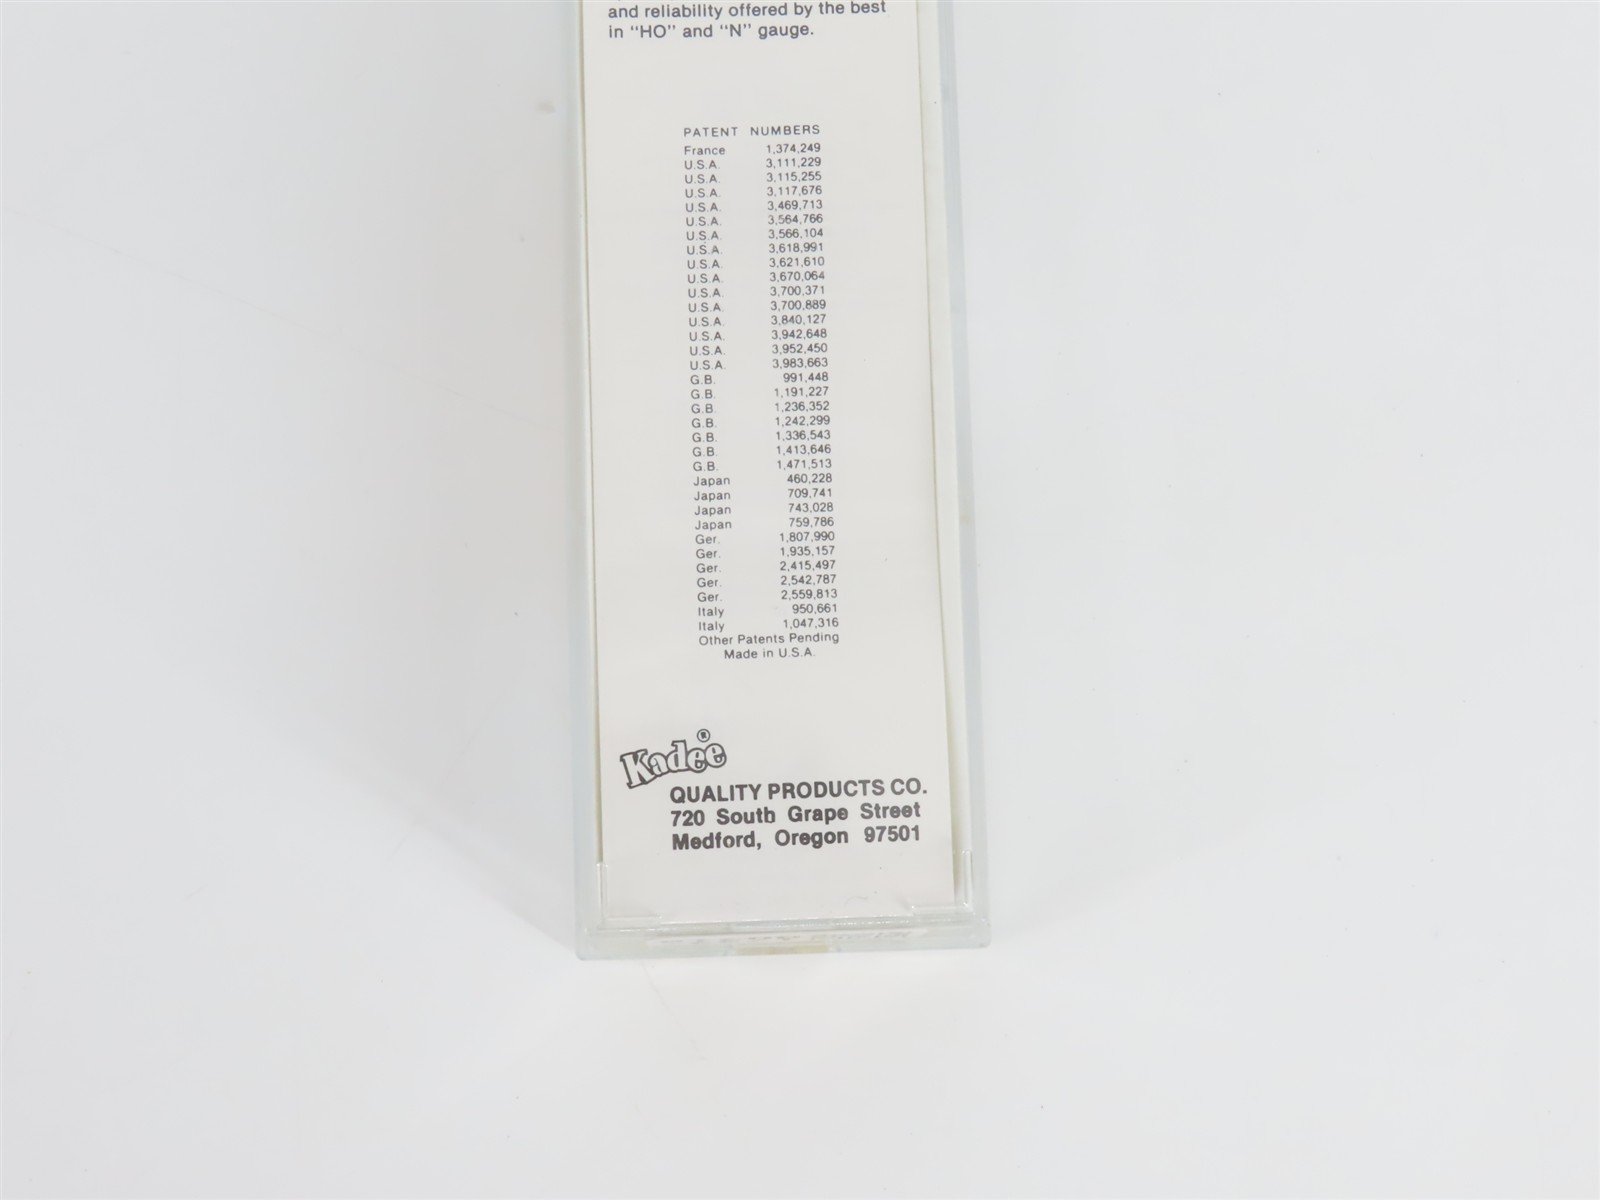 and reliability offered by the best
in "HO" and "N" gauge.
PATENT NUMBERS
France 1,374,249
U.S.A. 3,111,229
U.S.A. 3,115,255
U.S.A. 3,117,676
U.S.A. 3,469,713
U.S.A. 3,564,766
U.S.A. 3,566,104
U.S.A. 3,618,991
U.S.A. 3,621,610
U.S.A. 3,670,064
U.S.A. 3,700,371
U.S.A. 3,700,889
U.S.A. 3,840,127
U.S.A. 3,942,648
U.S.A. 3,952,450
U.S.A. 3,983,663
G.B. 991,448
G.B. 1,191,227
G.B. 1,236,352
G.B. 1,242,299
G.B. 1,336,543
G.B. 1,413,646
G.B. 1,471,513
Japan 460,228
Japan 709,741
Japan 743,028
Japan 759,786
Ger. 1,807,990
Ger. 1,935,157
Ger. 2,415,497
Ger. 2,542,787
Ger. 2,559,813
Italy 950,661
Italy 1,047,316
Other Patents Pending
Made in U.S.A.
Kadee®
QUALITY PRODUCTS CO.
720 South Grape Street
Medford, Oregon 97501